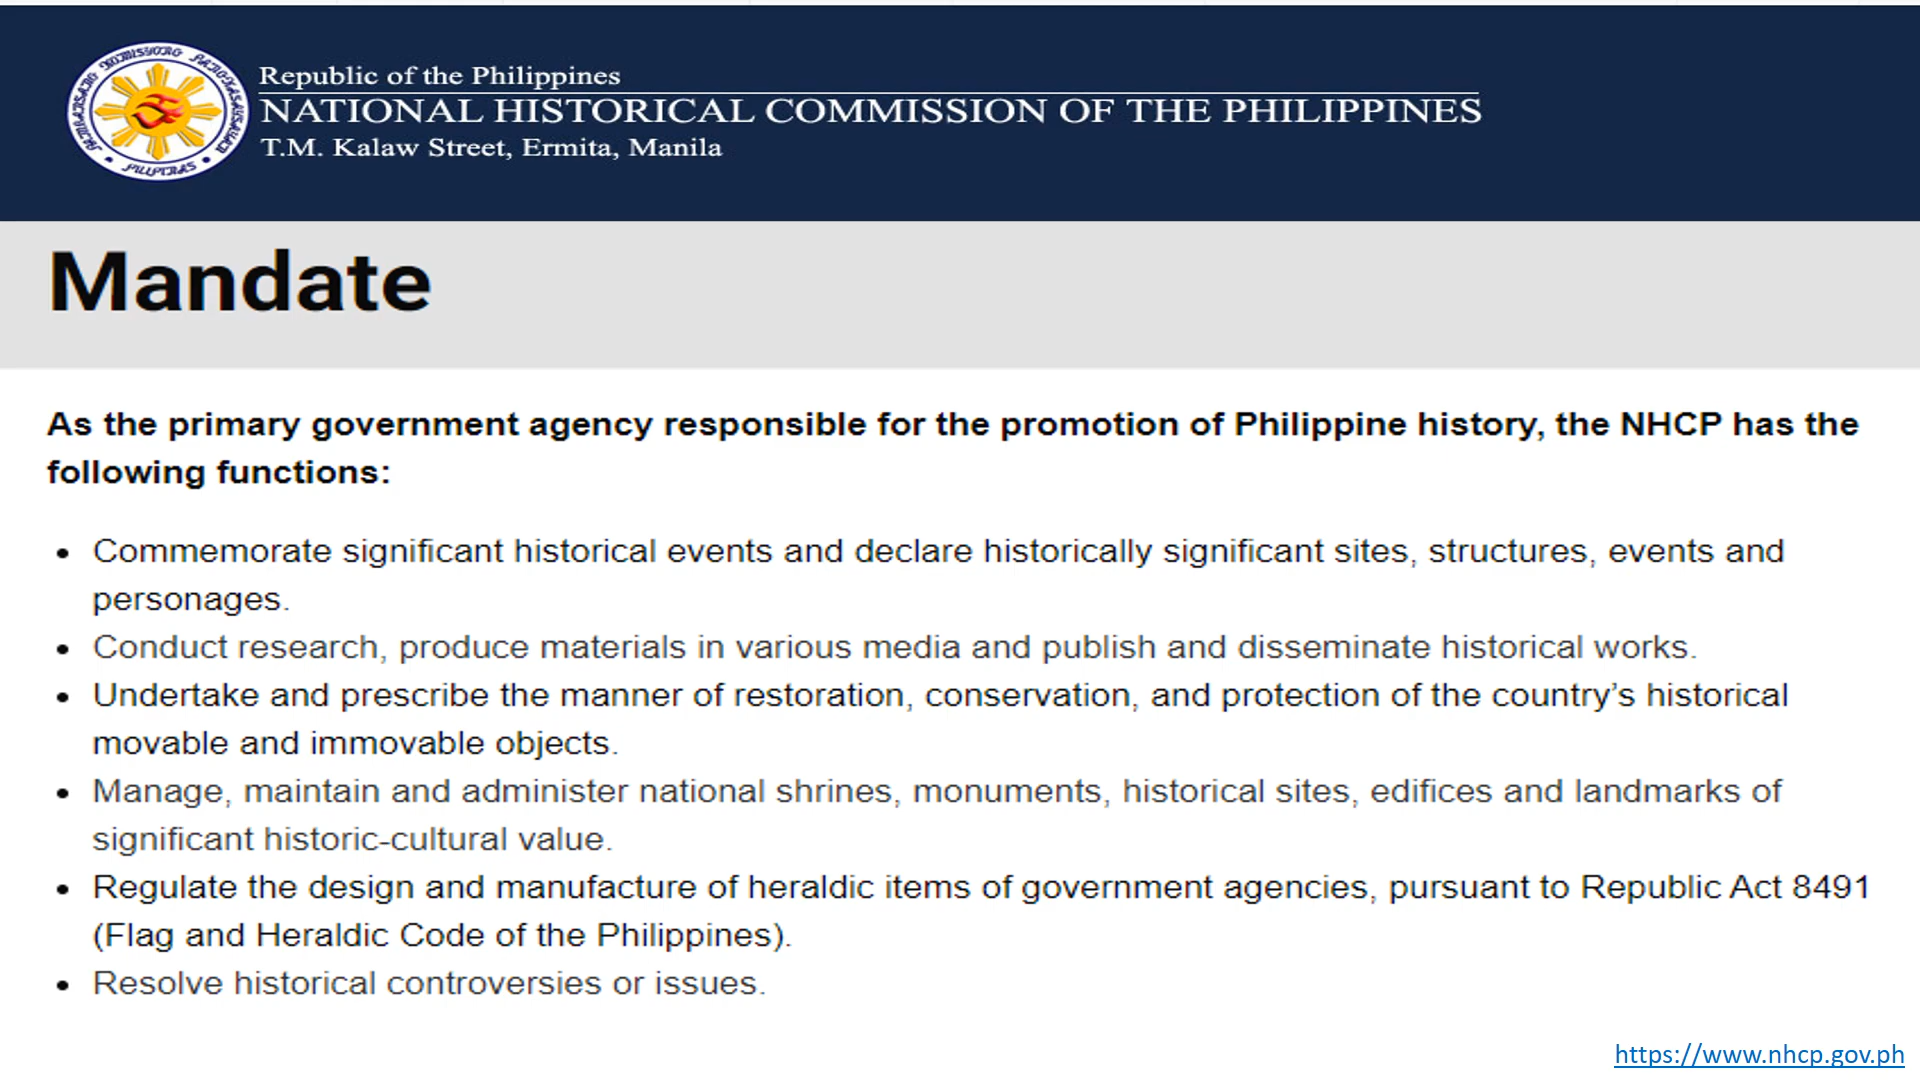 Republic of the Philippines
NATIONAL HISTORICAL COMMISSION OF THE PHILIPPINES
T.M. Kalaw Street, Ermita, Manila
Mandate
As the primary government agency responsible for the promotion of Philippine history, the NHCP has the
following functions:
• Commemorate significant historical events and declare historically significant sites, structures, events and
personages.
• Conduct research, produce materials in various media and publish and disseminate historical works.
• Undertake and prescribe the manner of restoration, conservation, and protection of the country’s historical
movable and immovable objects.
• Manage, maintain and administer national shrines, monuments, historical sites, edifices and landmarks of
significant historic-cultural value.
• Regulate the design and manufacture of heraldic items of government agencies, pursuant to Republic Act 8491
(Flag and Heraldic Code of the Philippines).
• Resolve historical controversies or issues.
https://www.nhcp.gov.ph